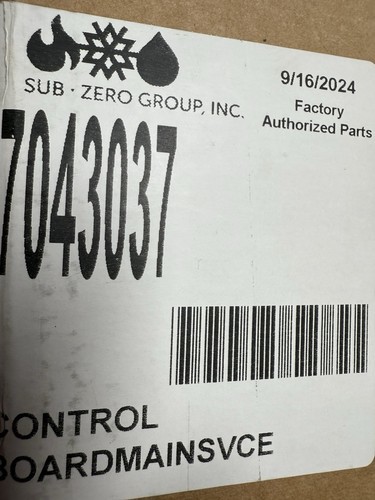 SUB · ZERO GROUP, INC.
9/16/2024
Factory
Authorized Parts
7043037
CONTROL
BOARDMAINSVCE